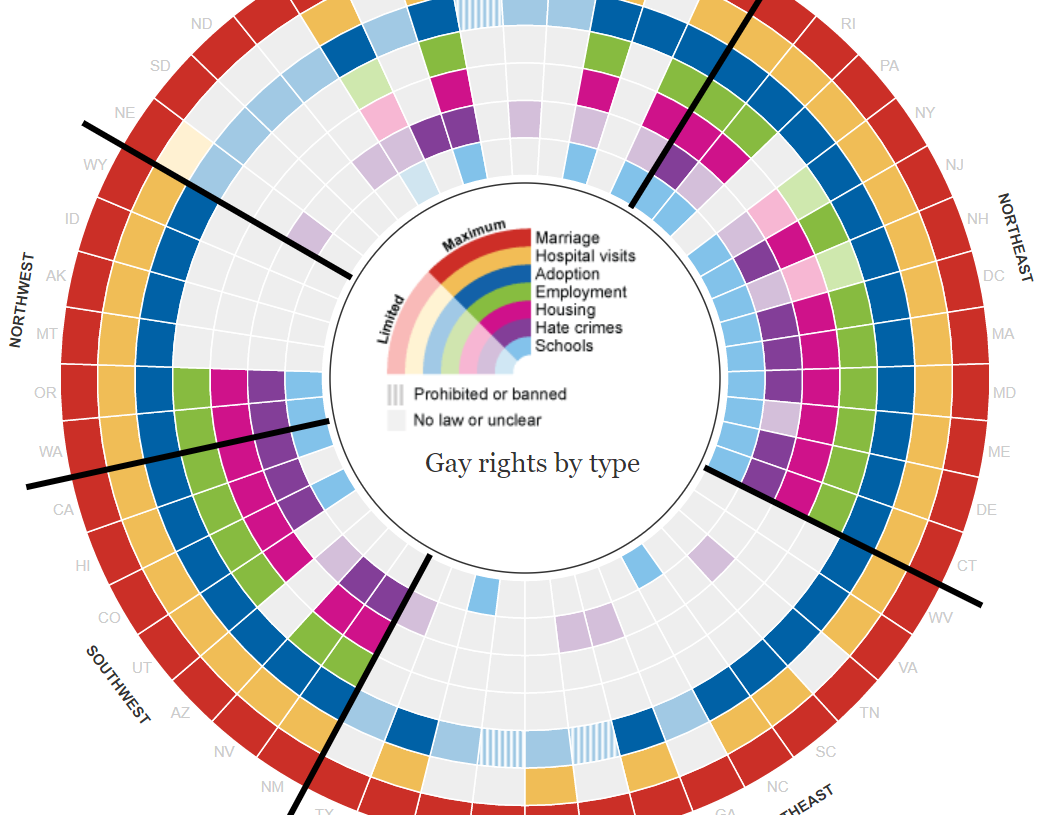 ND
SD
NE
WY
ID
AK
MT
OR
WA
CA
HI
CO
UT
AZ
NV
NM
TX
NORTHWEST
SOUTHWEST
RI
PA
NY
NJ
NH
DC
MA
MD
ME
DE
CT
WV
VA
TN
SC
NC
GA
NORTHEAST
THEAST
Maximum
Limited
Marriage
Hospital visits
Adoption
Employment
Housing
Hate crimes
Schools
Prohibited or banned
No law or unclear
Gay rights by type